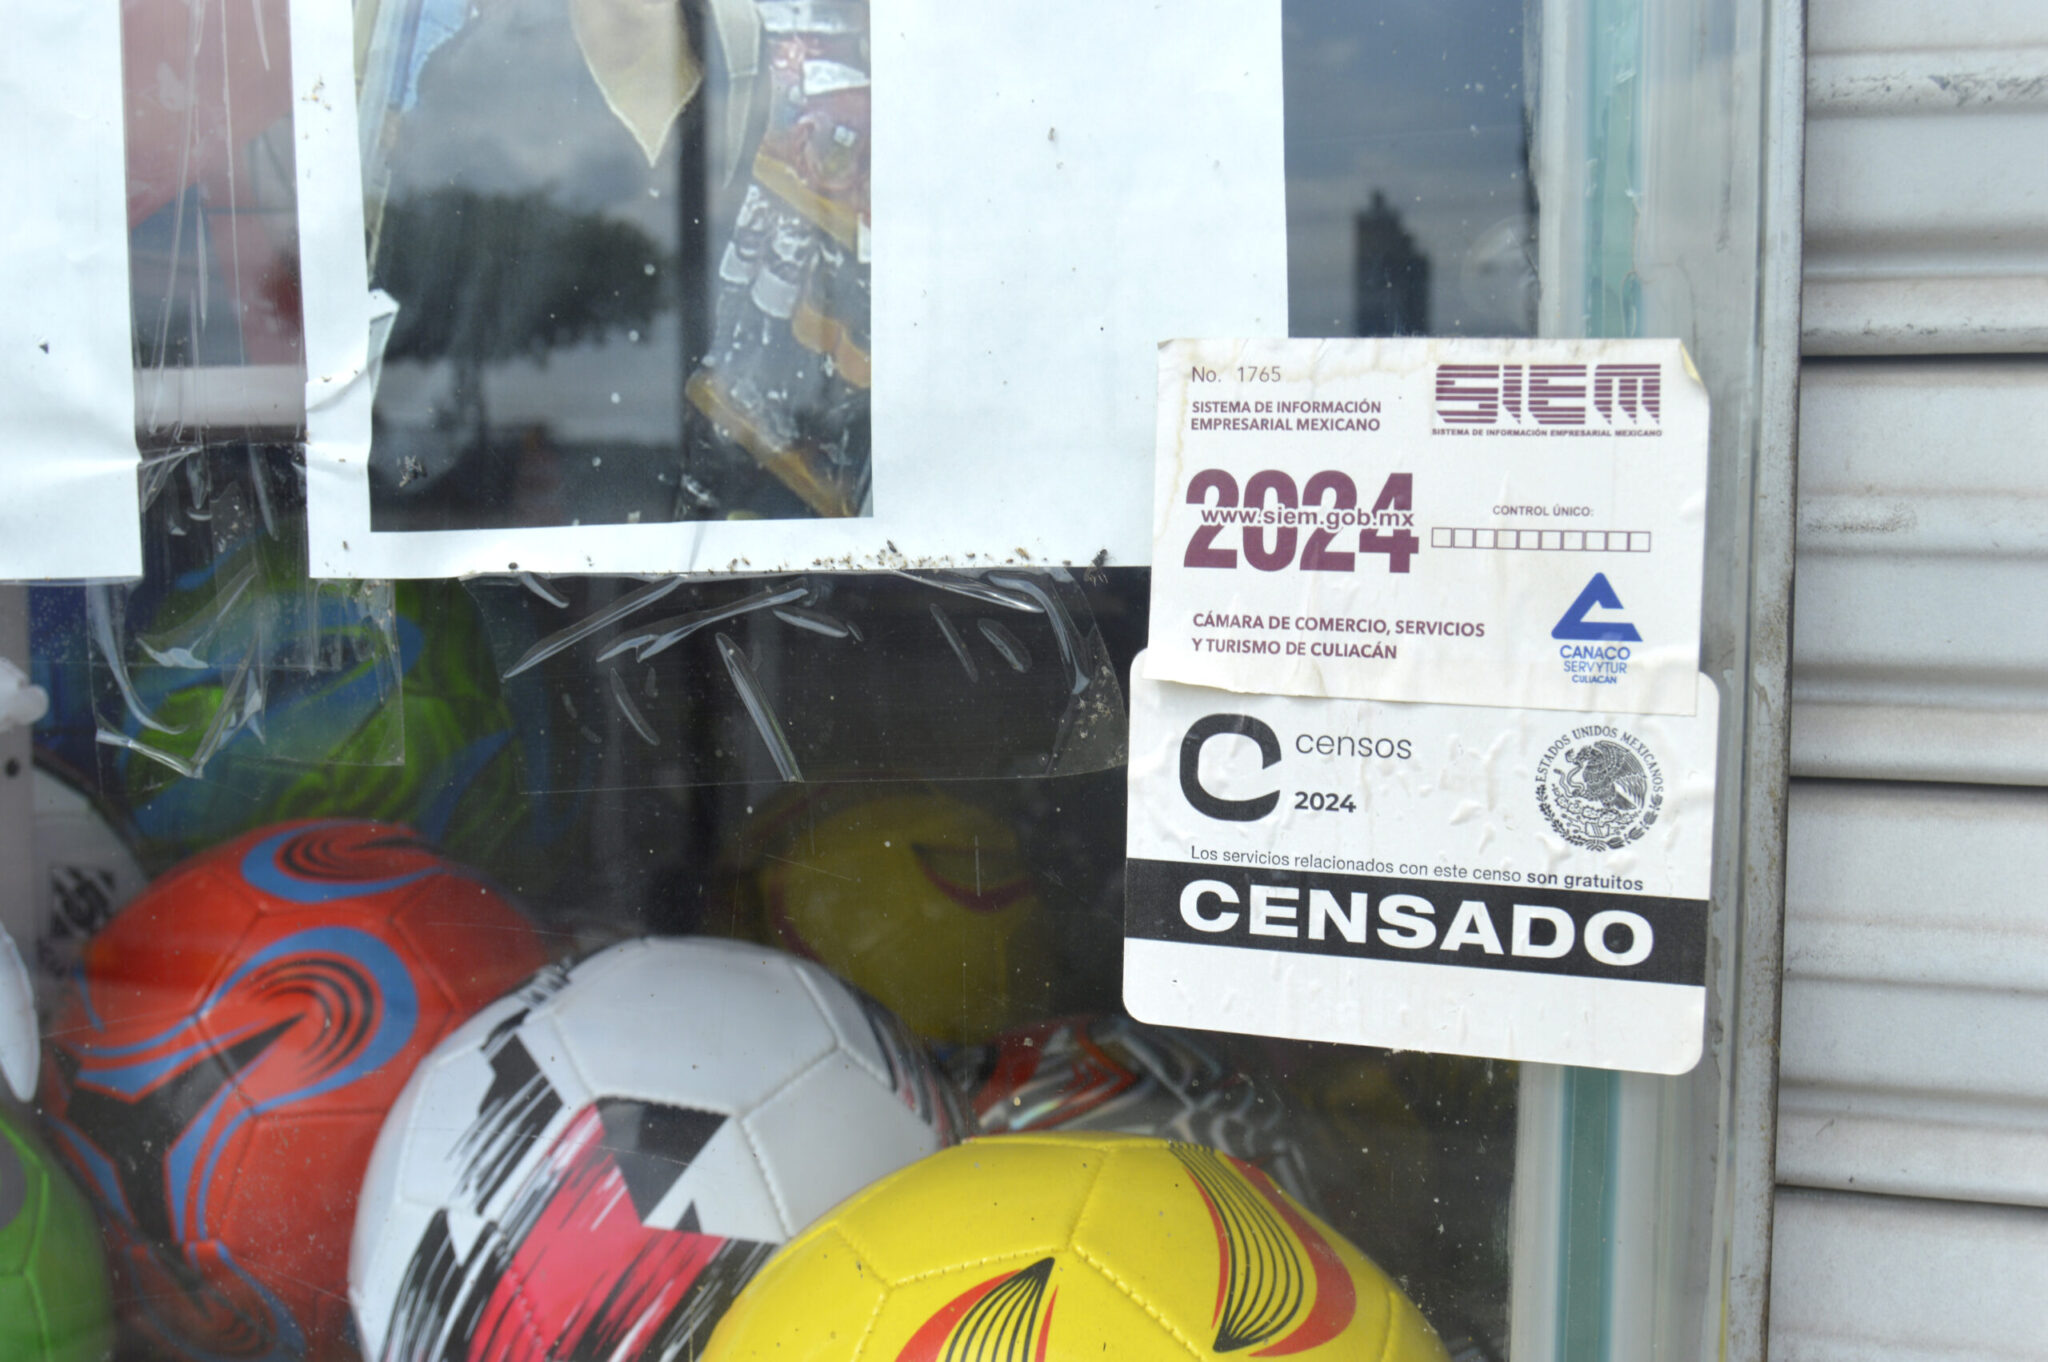 No. 1765
SISTEMA DE INFORMACIÓN
EMPRESARIAL MEXICANO
SIEM
SISTEMA DE INFORMACIÓN EMPRESARIAL MEXICANO
2024
www.siem.gob.mx
CONTROL ÚNICO:
CÁMARA DE COMERCIO, SERVICIOS
Y TURISMO DE CULIACÁN
CANACO
SERVYTUR
CULIACÁN
censos
2024
ESTADOS UNIDOS MEXICANOS
Los servicios relacionados con este censo son gratuitos
CENSADO